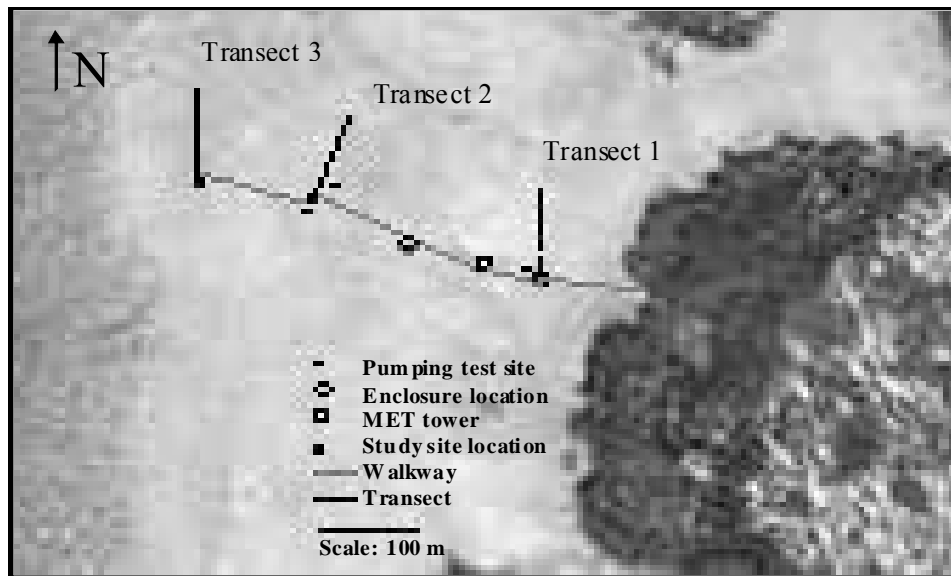 N
Transect 3
Transect 2
Transect 1
Pumping test site
Enclosure location
MET tower
Study site location
Walkway
Transect
Scale: 100 m